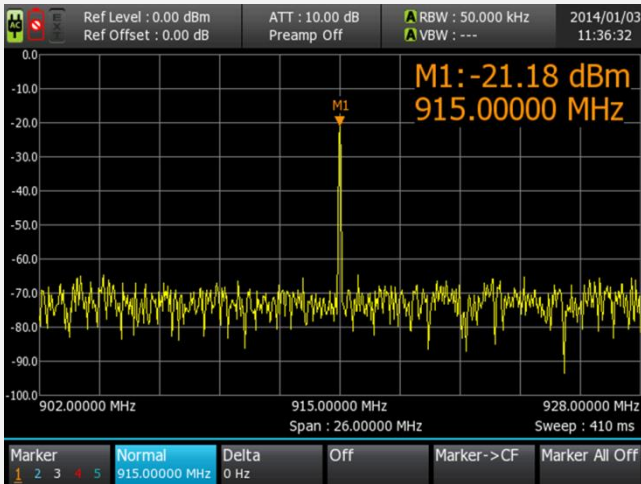 AC
EXT
Ref Level : 0.00 dBm
ATT : 10.00 dB
A RBW : 50.000 kHz
2014/01/03
Ref Offset : 0.00 dB
Preamp Off
A VBW : ---
11:36:32
0.0
M1:-21.18 dBm
915.00000 MHz
-10.0
M1
-20.0
-30.0
-40.0
-50.0
-60.0
-70.0
-80.0
-90.0
-100.0
902.00000 MHz
915.00000 MHz
928.00000 MHz
Span : 26.00000 MHz
Sweep : 410 ms
Marker
1 2 3 4 5
Normal
915.00000 MHz
Delta
0 Hz
Off
Marker->CF
Marker All Off